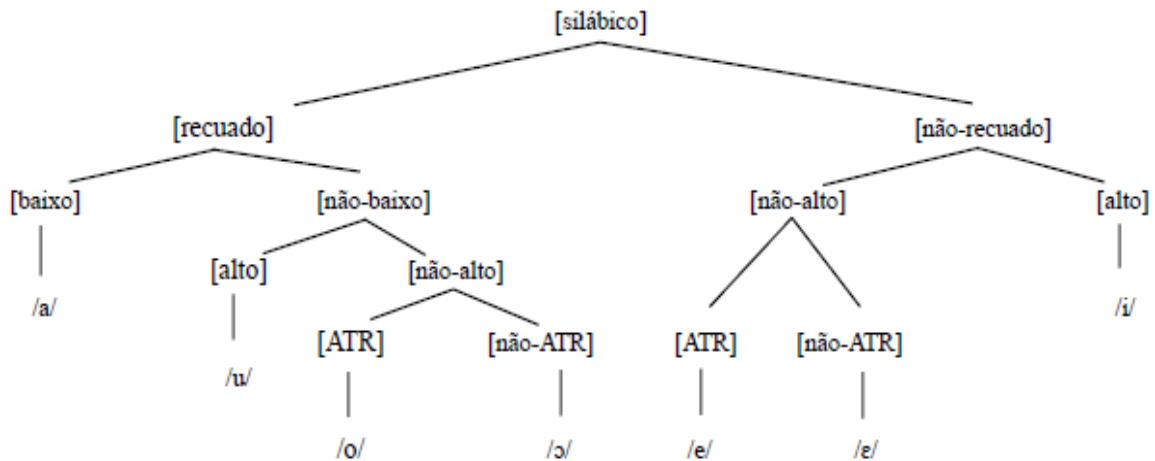 [silábico]
[recuado] [não-recuado]
[baixo] [não-baixo] [não-alto] [alto]
[alto] [não-alto]
/a/ /i/
[ATR] [não-ATR] [ATR] [não-ATR]
/u/
/o/ /ɔ/ /e/ /ɛ/